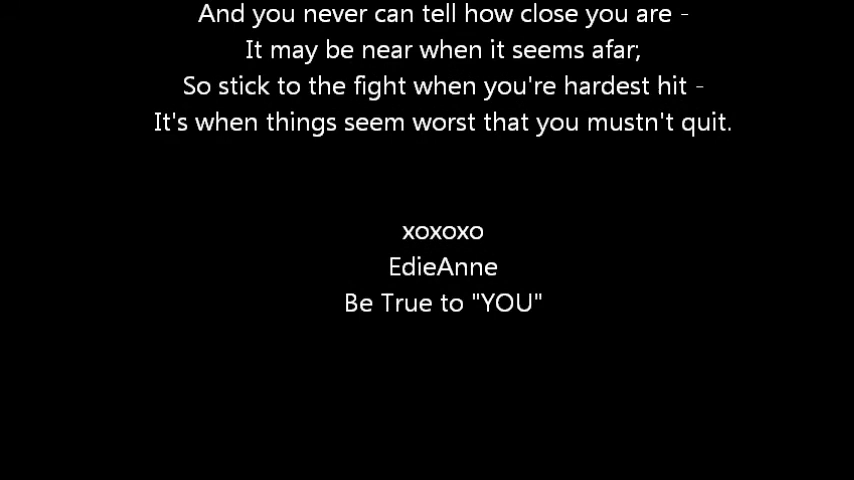 And you never can tell how close you are -
It may be near when it seems afar;
So stick to the fight when you're hardest hit -
It's when things seem worst that you mustn't quit.
xoxoxo
EdieAnne
Be True to "YOU"